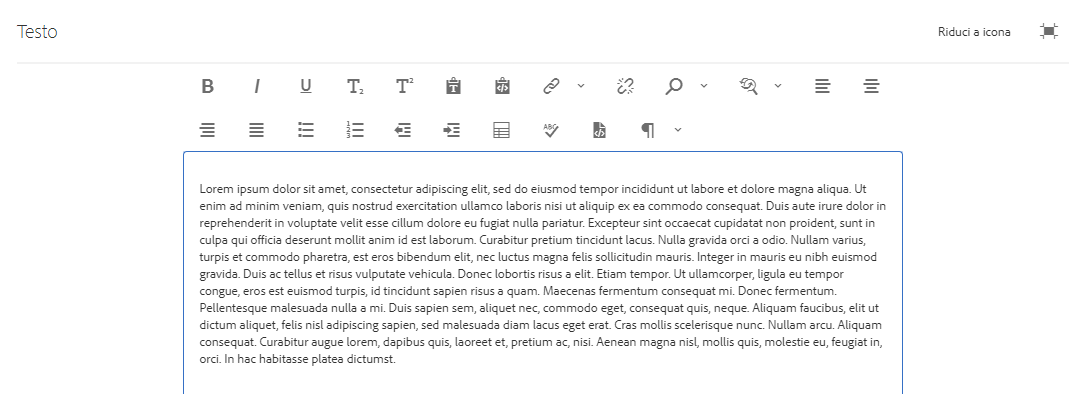 Testo
Riduci a icona
B I U T2 T2
ABC
Lorem ipsum dolor sit amet, consectetur adipiscing elit, sed do eiusmod tempor incididunt ut labore et dolore magna aliqua. Ut
enim ad minim veniam, quis nostrud exercitation ullamco laboris nisi ut aliquip ex ea commodo consequat. Duis aute irure dolor in
reprehenderit in voluptate velit esse cillum dolore eu fugiat nulla pariatur. Excepteur sint occaecat cupidatat non proident, sunt in
culpa qui officia deserunt mollit anim id est laborum. Curabitur pretium tincidunt lacus. Nulla gravida orci a odio. Nullam varius,
turpis et commodo pharetra, est eros bibendum elit, nec luctus magna felis sollicitudin mauris. Integer in mauris eu nibh euismod
gravida. Duis ac tellus et risus vulputate vehicula. Donec lobortis risus a elit. Etiam tempor. Ut ullamcorper, ligula eu tempor
congue, eros est euismod turpis, id tincidunt sapien risus a quam. Maecenas fermentum consequat mi. Donec fermentum.
Pellentesque malesuada nulla a mi. Duis sapien sem, aliquet nec, commodo eget, consequat quis, neque. Aliquam faucibus, elit ut
dictum aliquet, felis nisl adipiscing sapien, sed malesuada diam lacus eget erat. Cras mollis scelerisque nunc. Nullam arcu. Aliquam
consequat. Curabitur augue lorem, dapibus quis, laoreet et, pretium ac, nisi. Aenean magna nisl, mollis quis, molestie eu, feugiat in,
orci. In hac habitasse platea dictumst.